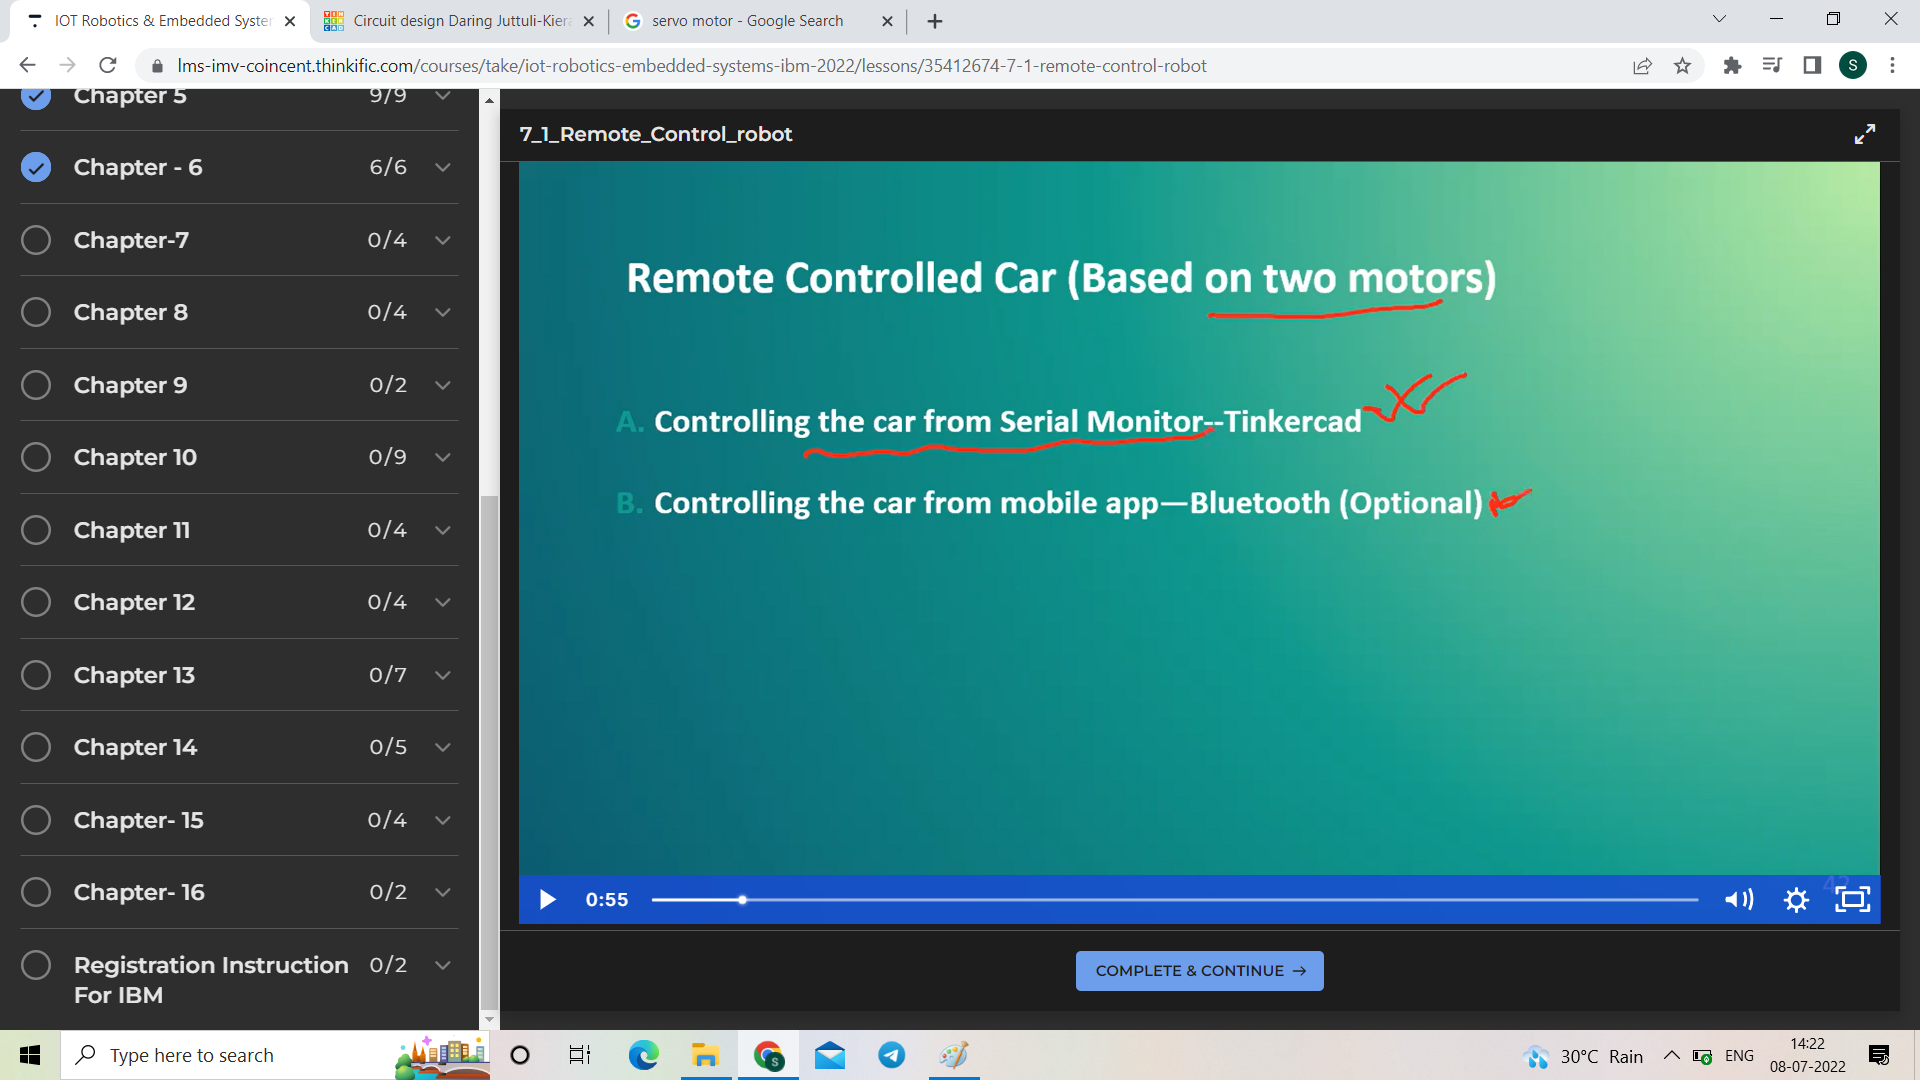 IOT Robotics & Embedded System
Circuit design Daring Juttuli-Kiera
servo motor - Google Search
lms-imv-coincent.thinkific.com/courses/take/iot-robotics-embedded-systems-ibm-2022/lessons/35412674-7-1-remote-control-robot
S
Chapter 5 9/9
Chapter - 6 6/6
Chapter-7 0/4
Chapter 8 0/4
Chapter 9 0/2
Chapter 10 0/9
Chapter 11 0/4
Chapter 12 0/4
Chapter 13 0/7
Chapter 14 0/5
Chapter- 15 0/4
Chapter- 16 0/2
Registration Instruction 0/2
For IBM
7_1_Remote_Control_robot
Remote Controlled Car (Based on two motors)
A. Controlling the car from Serial Monitor--Tinkercad
B. Controlling the car from mobile app—Bluetooth (Optional)
0:55
COMPLETE & CONTINUE →
Type here to search
30°C Rain
ENG
14:22
08-07-2022